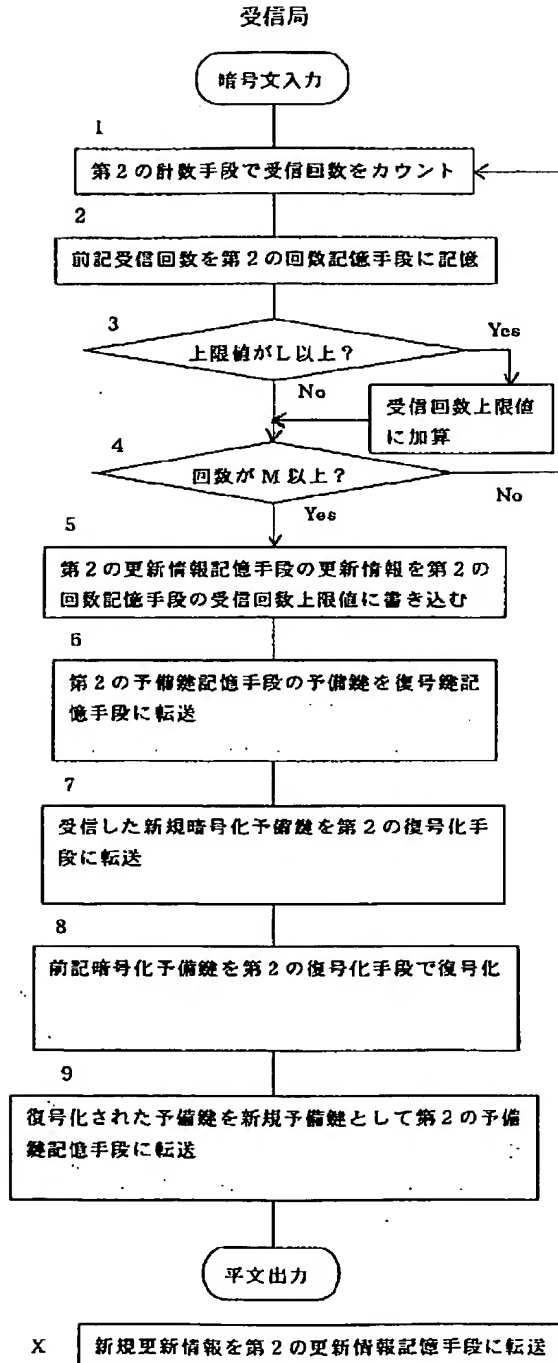 受信局
暗号文入力
1
第2の計数手段で受信回数をカウント
2
前記受信回数を第2の回数記憶手段に記憶
3
上限値がL以上?
Yes
No
受信回数上限値
に加算
4
回数がM以上?
No
Yes
5
第2の更新情報記憶手段の更新情報を第2の
回数記憶手段の受信回数上限値に書き込む
6
第2の予備鍵記憶手段の予備鍵を復号鍵記
憶手段に転送
7
受信した新規暗号化予備鍵を第2の復号化手
段に転送
8
前記暗号化予備鍵を第2の復号化手段で復号化
9
復号化された予備鍵を新規予備鍵として第2の予備
鍵記憶手段に転送
平文出力
X
新規更新情報を第2の更新情報記憶手段に転送